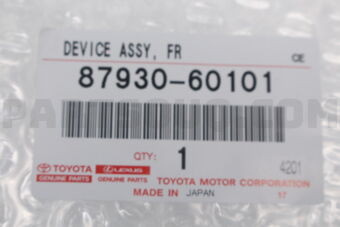 DEVICE ASSY, FR
CE
87930-60101
QTY: 1
4201
TOYOTA LEXUS
GENUINE PARTS GENUINE PARTS TOYOTA MOTOR CORPORATION
MADE IN JAPAN 17